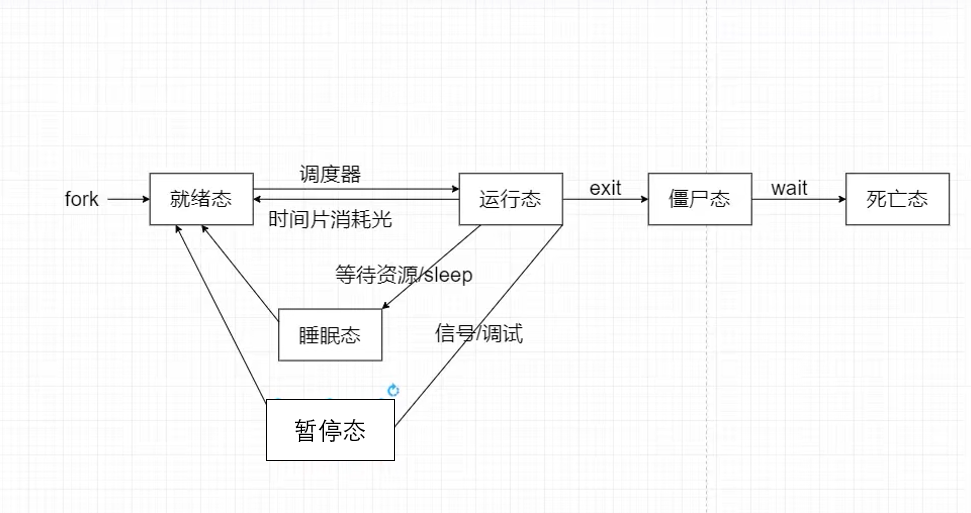 调度器
fork
就绪态
运行态
exit
僵尸态
wait
死亡态
时间片消耗光
等待资源/sleep
睡眠态
信号/调试
暂停态